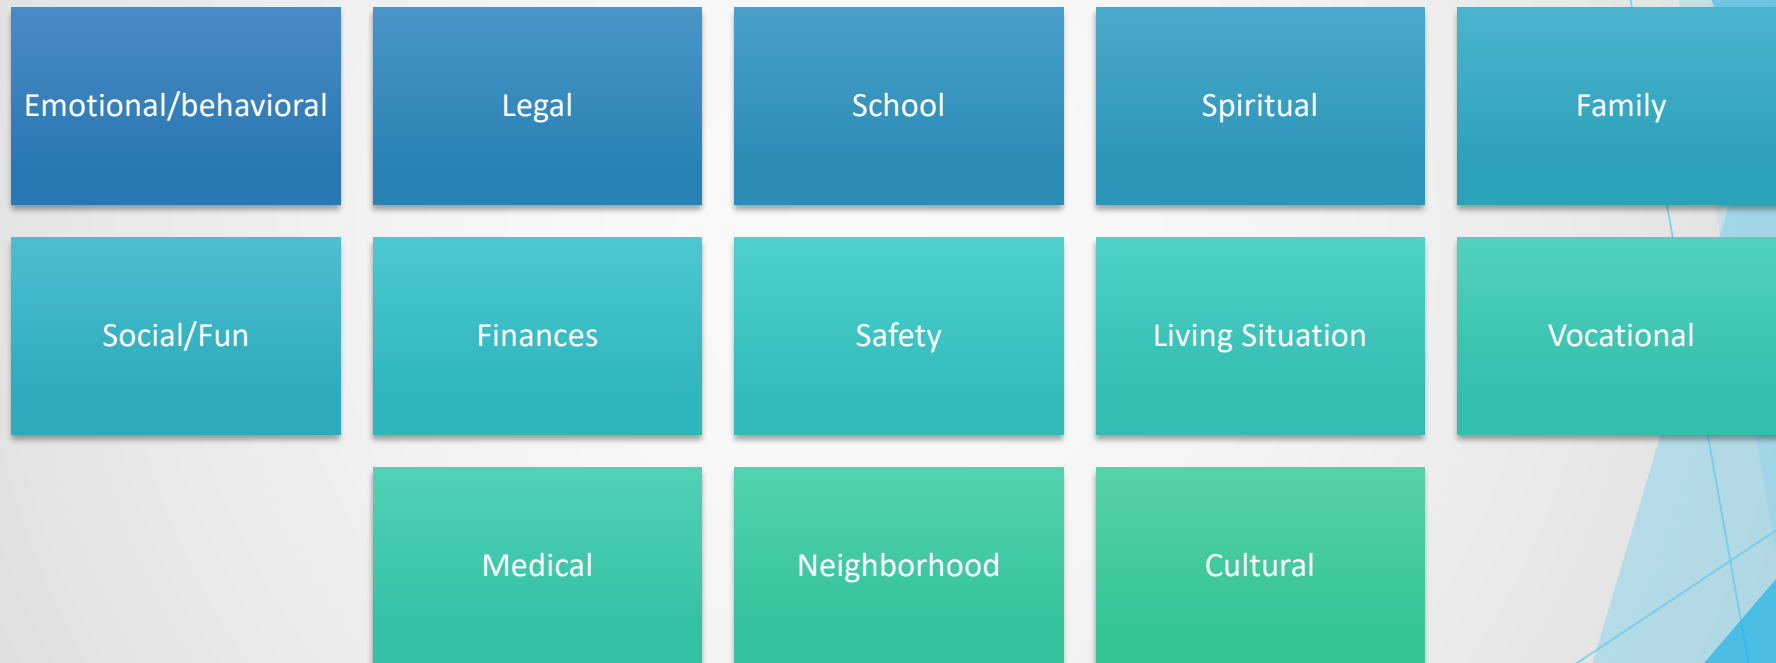 Emotional/behavioral
Legal
School
Spiritual
Family
Social/Fun
Finances
Safety
Living Situation
Vocational
Medical
Neighborhood
Cultural